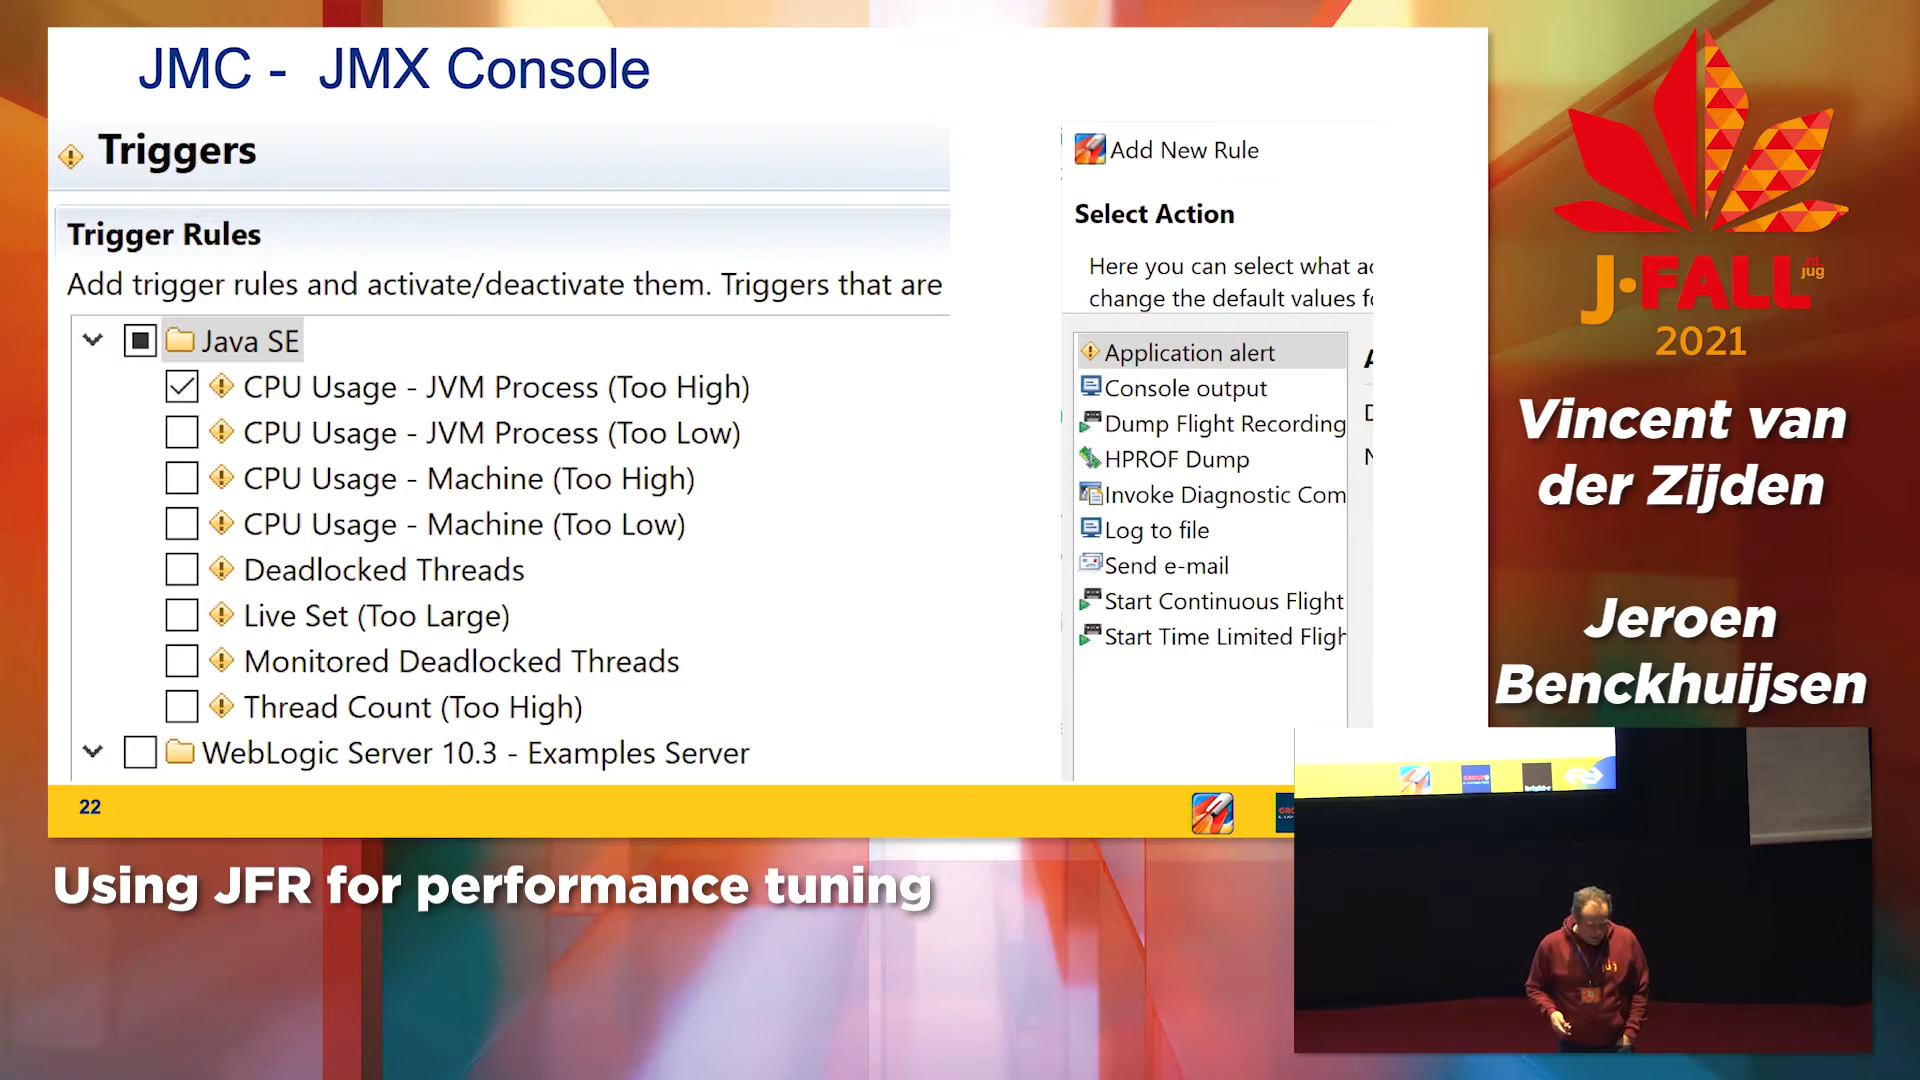 JMC - JMX Console
Triggers
Trigger Rules
Add trigger rules and activate/deactivate them. Triggers that are
Java SE
CPU Usage - JVM Process (Too High)
CPU Usage - JVM Process (Too Low)
CPU Usage - Machine (Too High)
CPU Usage - Machine (Too Low)
Deadlocked Threads
Live Set (Too Large)
Monitored Deadlocked Threads
Thread Count (Too High)
WebLogic Server 10.3 - Examples Server
Add New Rule
Select Action
Here you can select what ac
change the default values fo
Application alert
Console output
Dump Flight Recording
HPROF Dump
Invoke Diagnostic Com
Log to file
Send e-mail
Start Continuous Flight
Start Time Limited Fligh
22
J·FALL
nl
jug
2021
Vincent van
der Zijden
Jeroen
Benckhuijsen
Using JFR for performance tuning